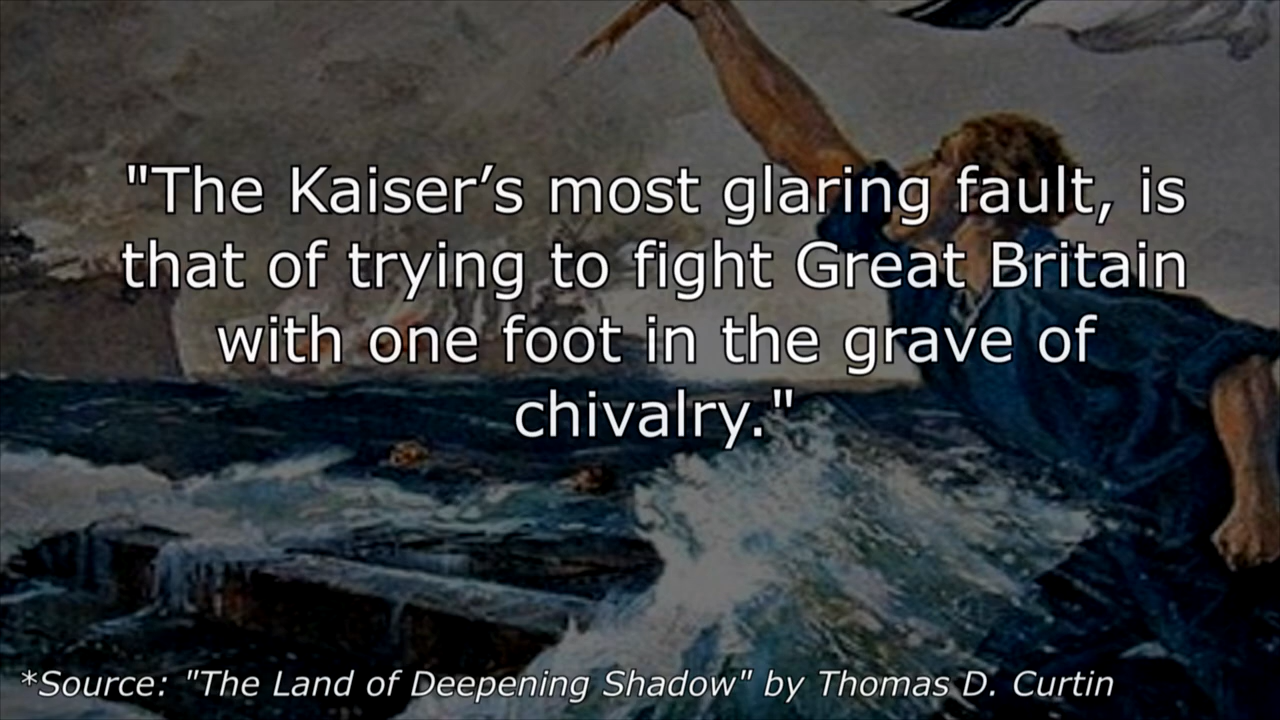 "The Kaiser’s most glaring fault, is
that of trying to fight Great Britain
with one foot in the grave of
chivalry."
*Source: "The Land of Deepening Shadow" by Thomas D. Curtin